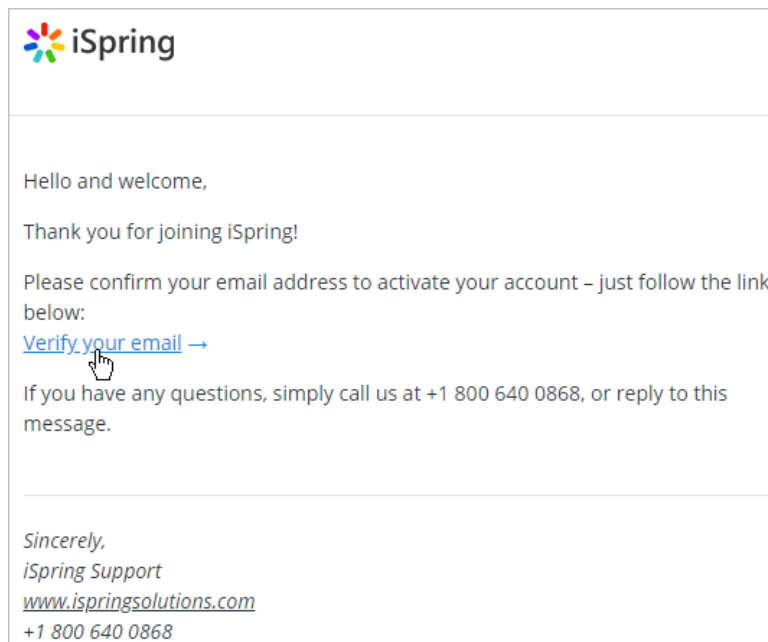 iSpring
Hello and welcome,
Thank you for joining iSpring!
Please confirm your email address to activate your account – just follow the link
below:
Verify your email →
If you have any questions, simply call us at +1 800 640 0868, or reply to this
message.
Sincerely,
iSpring Support
www.ispringsolutions.com
+1 800 640 0868